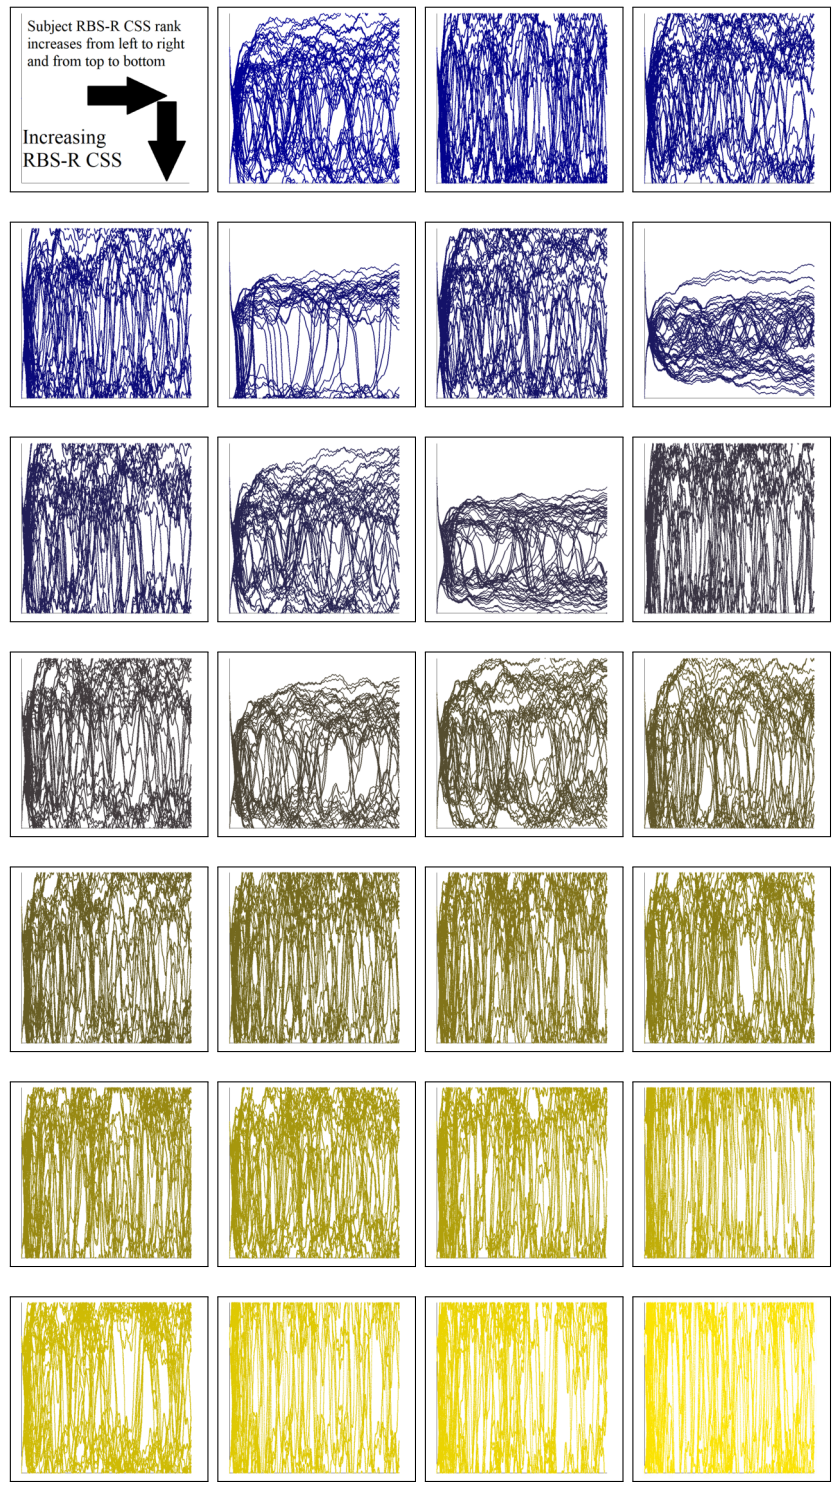 Subject RBS-R CSS rank
increases from left to right
and from top to bottom
Increasing
RBS-R CSS